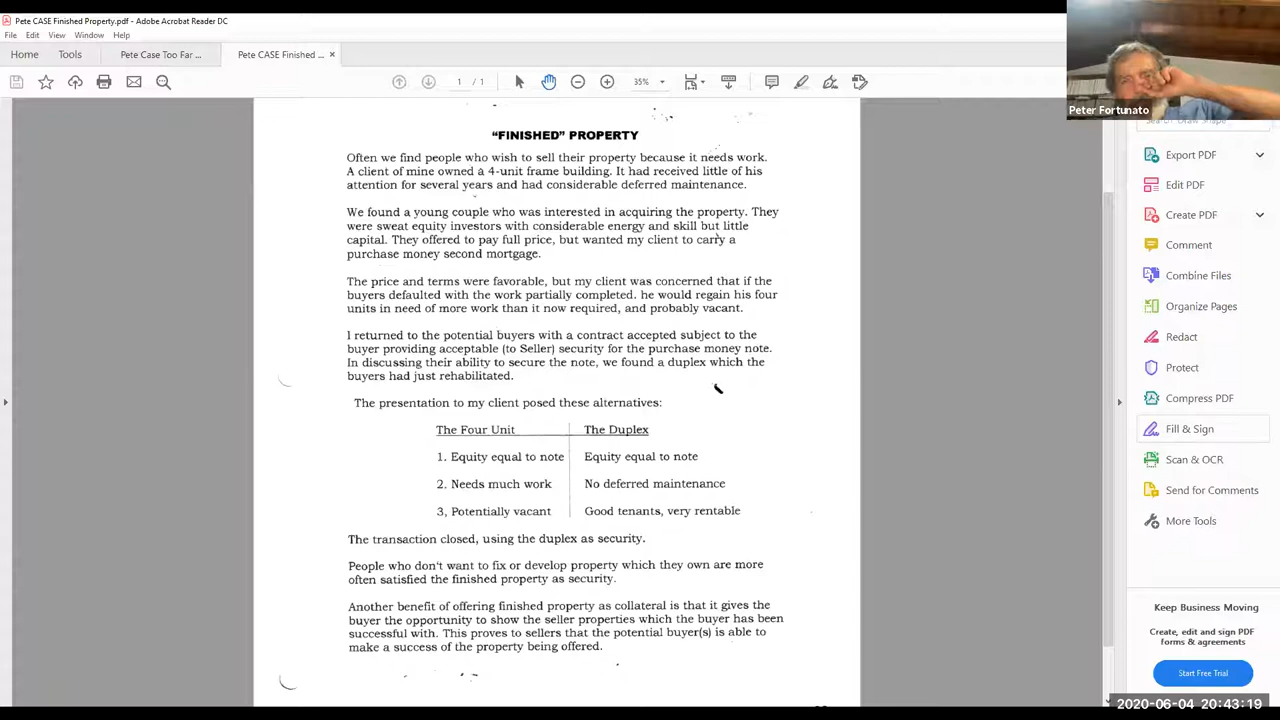 Pete CASE Finished Property.pdf - Adobe Acrobat Reader DC
File Edit View Window Help
Home Tools Pete Case Too Far ... Pete CASE Finished ... ×
1 / 1 35%
Peter Fortunato
"FINISHED" PROPERTY
Often we find people who wish to sell their property because it needs work.
A client of mine owned a 4-unit frame building. It had received little of his
attention for several years and had considerable deferred maintenance.
We found a young couple who was interested in acquiring the property. They
were sweat equity investors with considerable energy and skill but little
capital. They offered to pay full price, but wanted my client to carry a
purchase money second mortgage.
The price and terms were favorable, but my client was concerned that if the
buyers defaulted with the work partially completed. he would regain his four
units in need of more work than it now required, and probably vacant.
I returned to the potential buyers with a contract accepted subject to the
buyer providing acceptable (to Seller) security for the purchase money note.
In discussing their ability to secure the note, we found a duplex which the
buyers had just rehabilitated.
The presentation to my client posed these alternatives:
The Four Unit The Duplex
1. Equity equal to note Equity equal to note
2. Needs much work No deferred maintenance
3, Potentially vacant Good tenants, very rentable
The transaction closed, using the duplex as security.
People who don't want to fix or develop property which they own are more
often satisfied the finished property as security.
Another benefit of offering finished property as collateral is that it gives the
buyer the opportunity to show the seller properties which the buyer has been
successful with. This proves to sellers that the potential buyer(s) is able to
make a success of the property being offered.
Export PDF
Edit PDF
Create PDF
Comment
Combine Files
Organize Pages
Redact
Protect
Compress PDF
Fill & Sign
Scan & OCR
Send for Comments
More Tools
Keep Business Moving
Create, edit and sign PDF
forms & agreements
Start Free Trial
2020-06-04 20:43:19